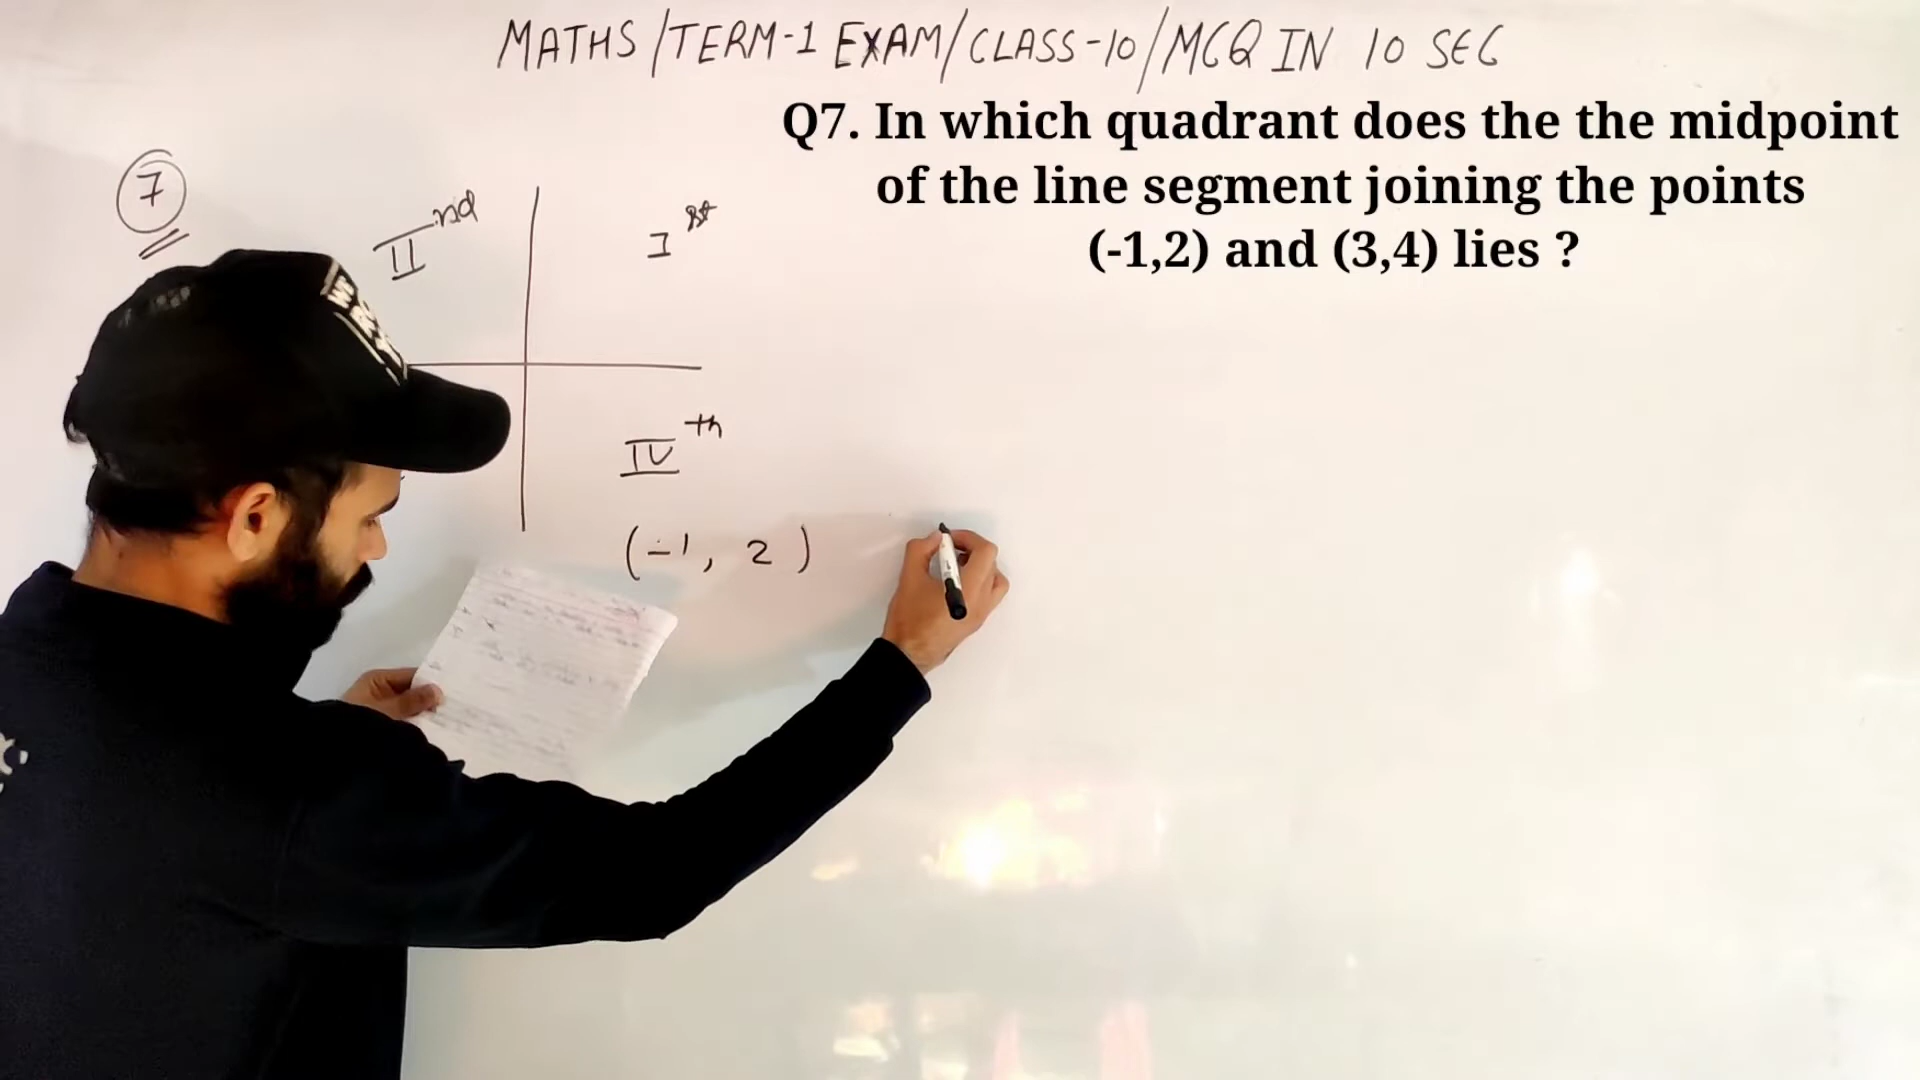 MATHS /TERM-1 EXAM/CLASS-10/MCQ IN 10 SEC
Q7. In which quadrant does the the midpoint
of the line segment joining the points
(-1,2) and (3,4) lies ?
7
II nd
I st
IV th
(-1, 2)